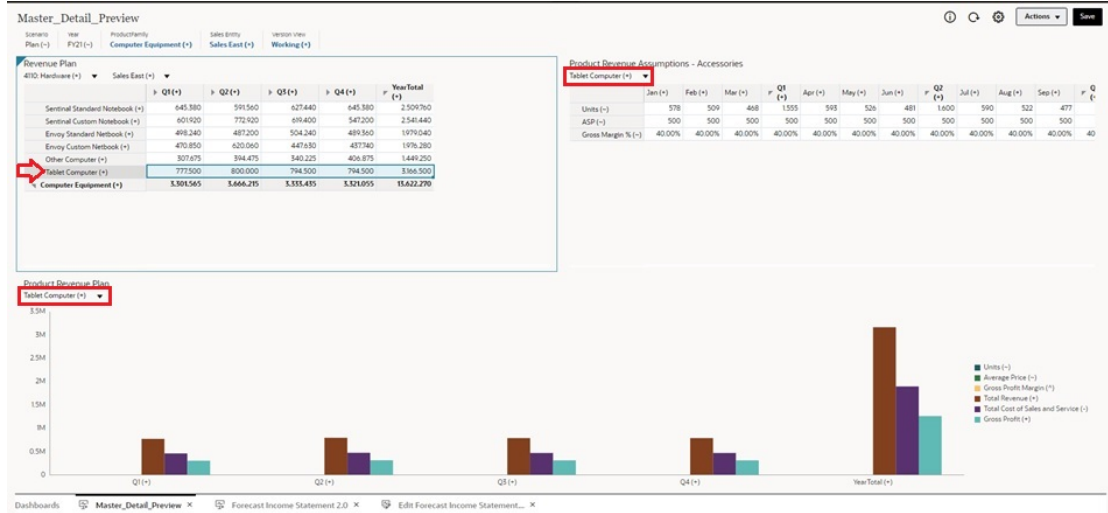 Master_Detail_Preview
Actions
Save
Scenario Year ProductFamily Sales Entity Version View
Plan (~) FY21 (~) Computer Equipment (+) Sales East (+) Working (+)
Revenue Plan
4110: Hardware (+) Sales East (+)
Q1 (+) Q2 (+) Q3 (+) Q4 (+) YearTotal (+)
Sentinal Standard Notebook (+) 645.380 591.560 627.440 645.380 2.509.760
Sentinal Custom Notebook (+) 601.920 772.920 619.400 547.200 2.541.440
Envoy Standard Netbook (+) 498.240 487.200 504.240 489.360 1.979.040
Envoy Custom Netbook (+) 470.850 620.060 447.630 437.740 1.976.280
Other Computer (+) 307.675 394.475 340.225 406.875 1.449.250
Tablet Computer (+) 777.500 800.000 794.500 794.500 3.166.500
Computer Equipment (+) 3.301.565 3.666.215 3.333.435 3.321.055 13.622.270
Product Revenue Assumptions - Accessories
Tablet Computer (+)
Jan (+) Feb (+) Mar (+) Q1 (+) Apr (+) May (+) Jun (+) Q2 (+) Jul (+) Aug (+) Sep (+)
Units (~) 578 509 468 1.555 593 526 481 1.600 590 522 477
ASP (~) 500 500 500 500 500 500 500 500 500 500 500
Gross Margin % (~) 40.00% 40.00% 40.00% 40.00% 40.00% 40.00% 40.00% 40.00% 40.00% 40.00% 40.00% 40
Product Revenue Plan
Tablet Computer (+)
3.5M
3M
2.5M
2M
1.5M
1M
0.5M
0
Q1 (+) Q2 (+) Q3 (+) Q4 (+) YearTotal (+)
Units (~)
Average Price (~)
Gross Profit Margin (^)
Total Revenue (+)
Total Cost of Sales and Service (-)
Gross Profit (+)
Dashboards Master_Detail_Preview × Forecast Income Statement 2.0 × Edit Forecast Income Statement... ×